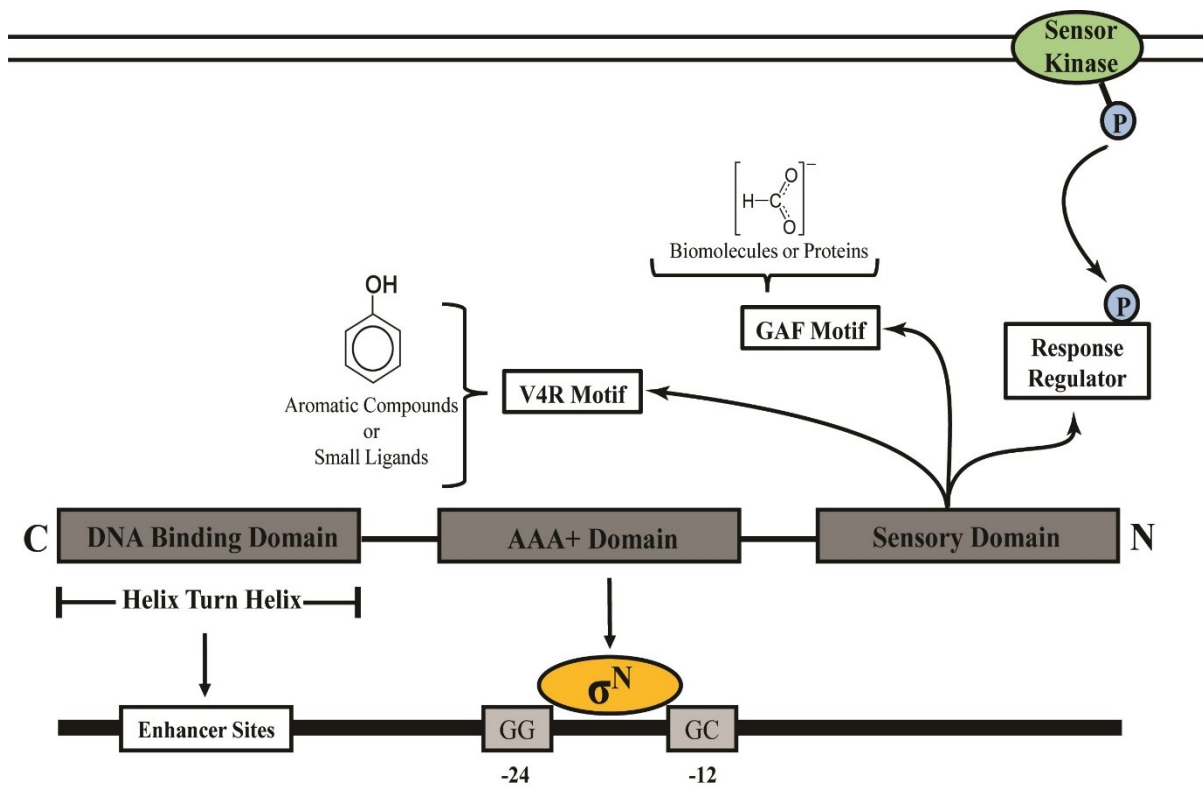 Sensor
Kinase
P
H–C
O
O
–
Biomolecules or Proteins
P
OH
GAF Motif
Response
Regulator
V4R Motif
Aromatic Compounds
or
Small Ligands
C
DNA Binding Domain
AAA+ Domain
Sensory Domain
N
Helix Turn Helix
σN
Enhancer Sites
GG
GC
-24
-12